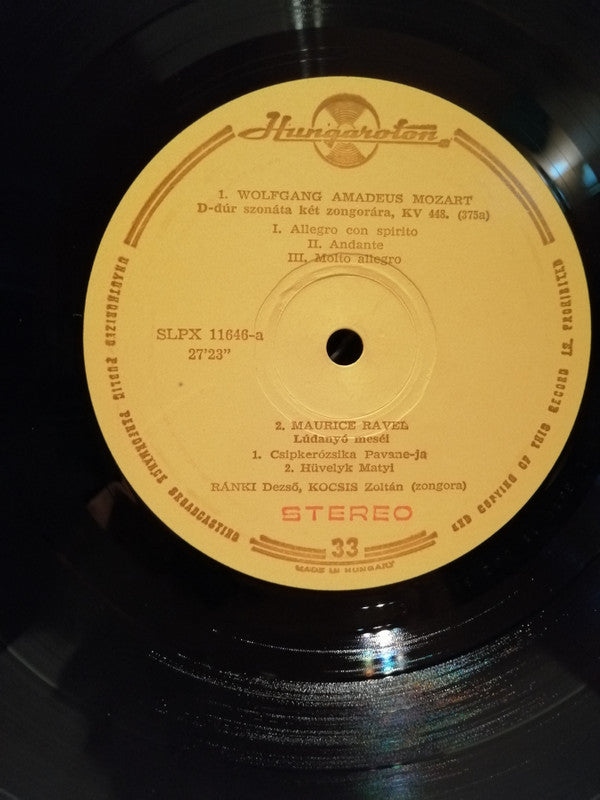 Hungaroton
1. WOLFGANG AMADEUS MOZART
D-dúr szonáta két zongorára, KV 448. (375a)
I. Allegro con spirito
II. Andante
III. Molto allegro
SLPX 11646-a
27'23"
2. MAURICE RAVEL
Lúdanyó meséi
1. Csipkerózsika Pavane-ja
2. Hüvelyk Matyi
RÁNKI Dezső, KOCSIS Zoltán (zongora)
STEREO
33
MADE IN HUNGARY
UNAUTHORIZED PUBLIC PERFORMANCE BROADCASTING
AND COPYING OF THIS RECORD IS PROHIBITED